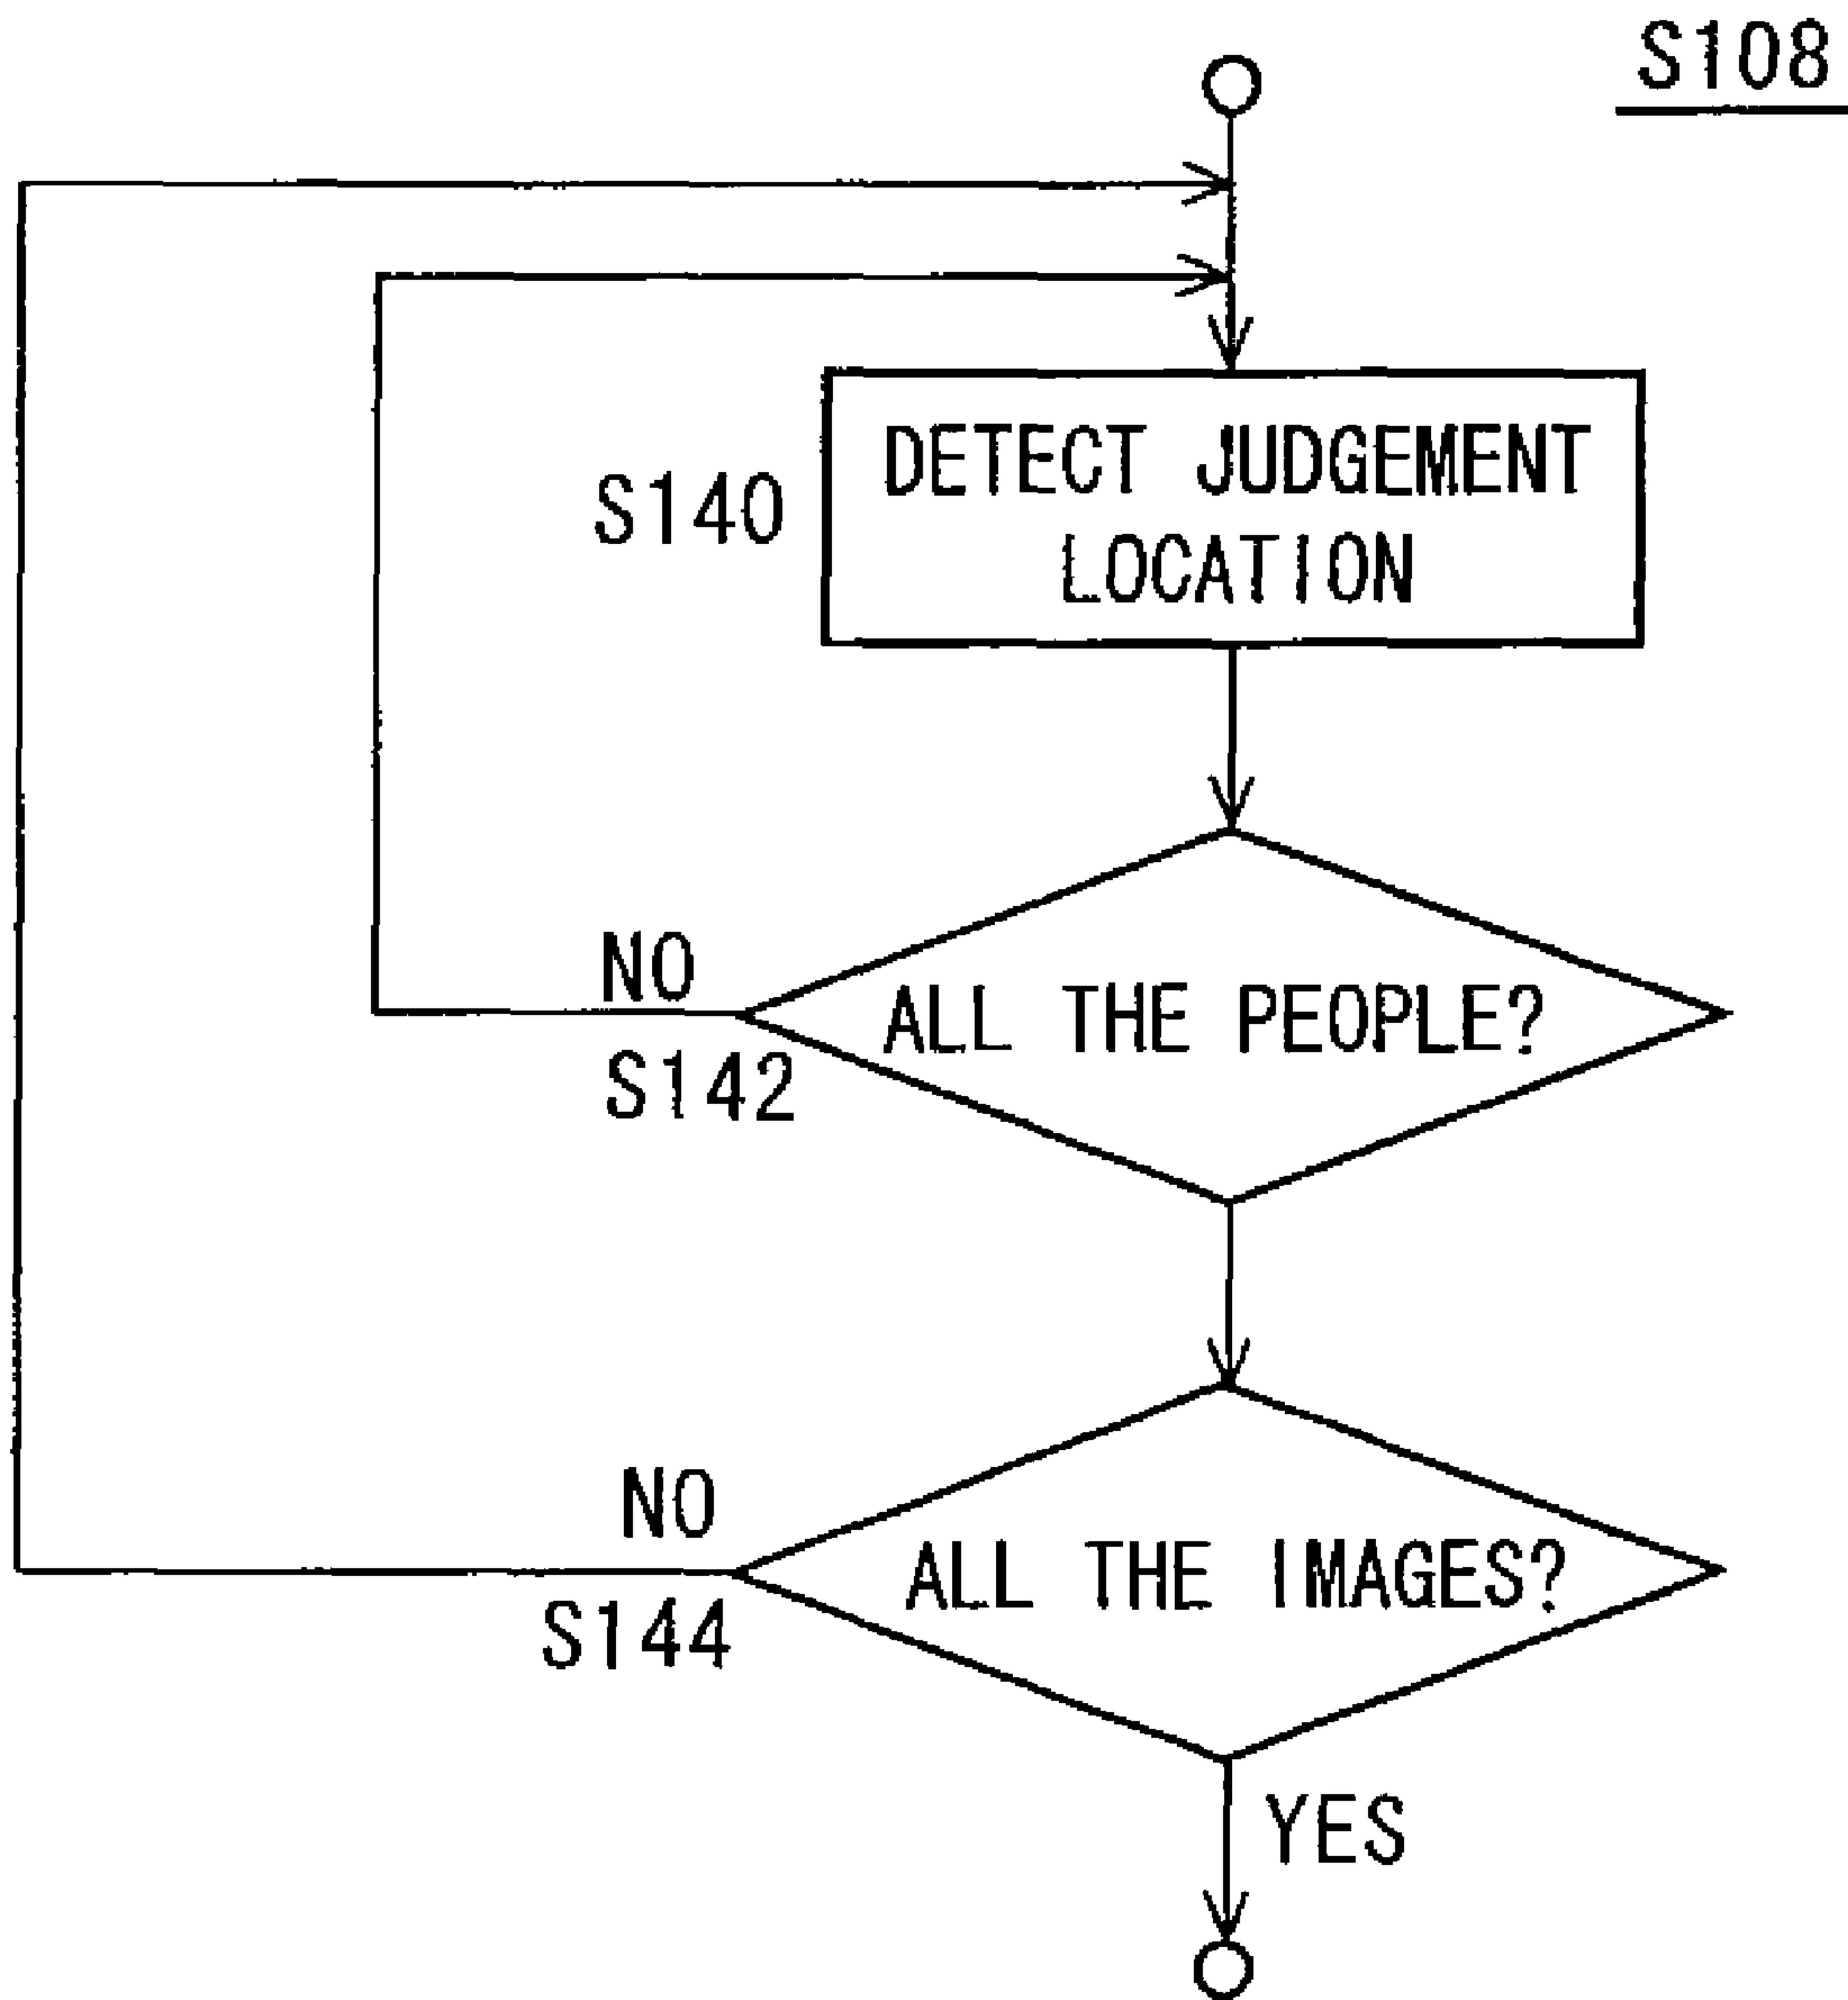 S108
DETECT JUDGEMENT
LOCATION
S140
NO
ALL THE PEOPLE?
S142
NO
ALL THE IMAGES?
S144
YES